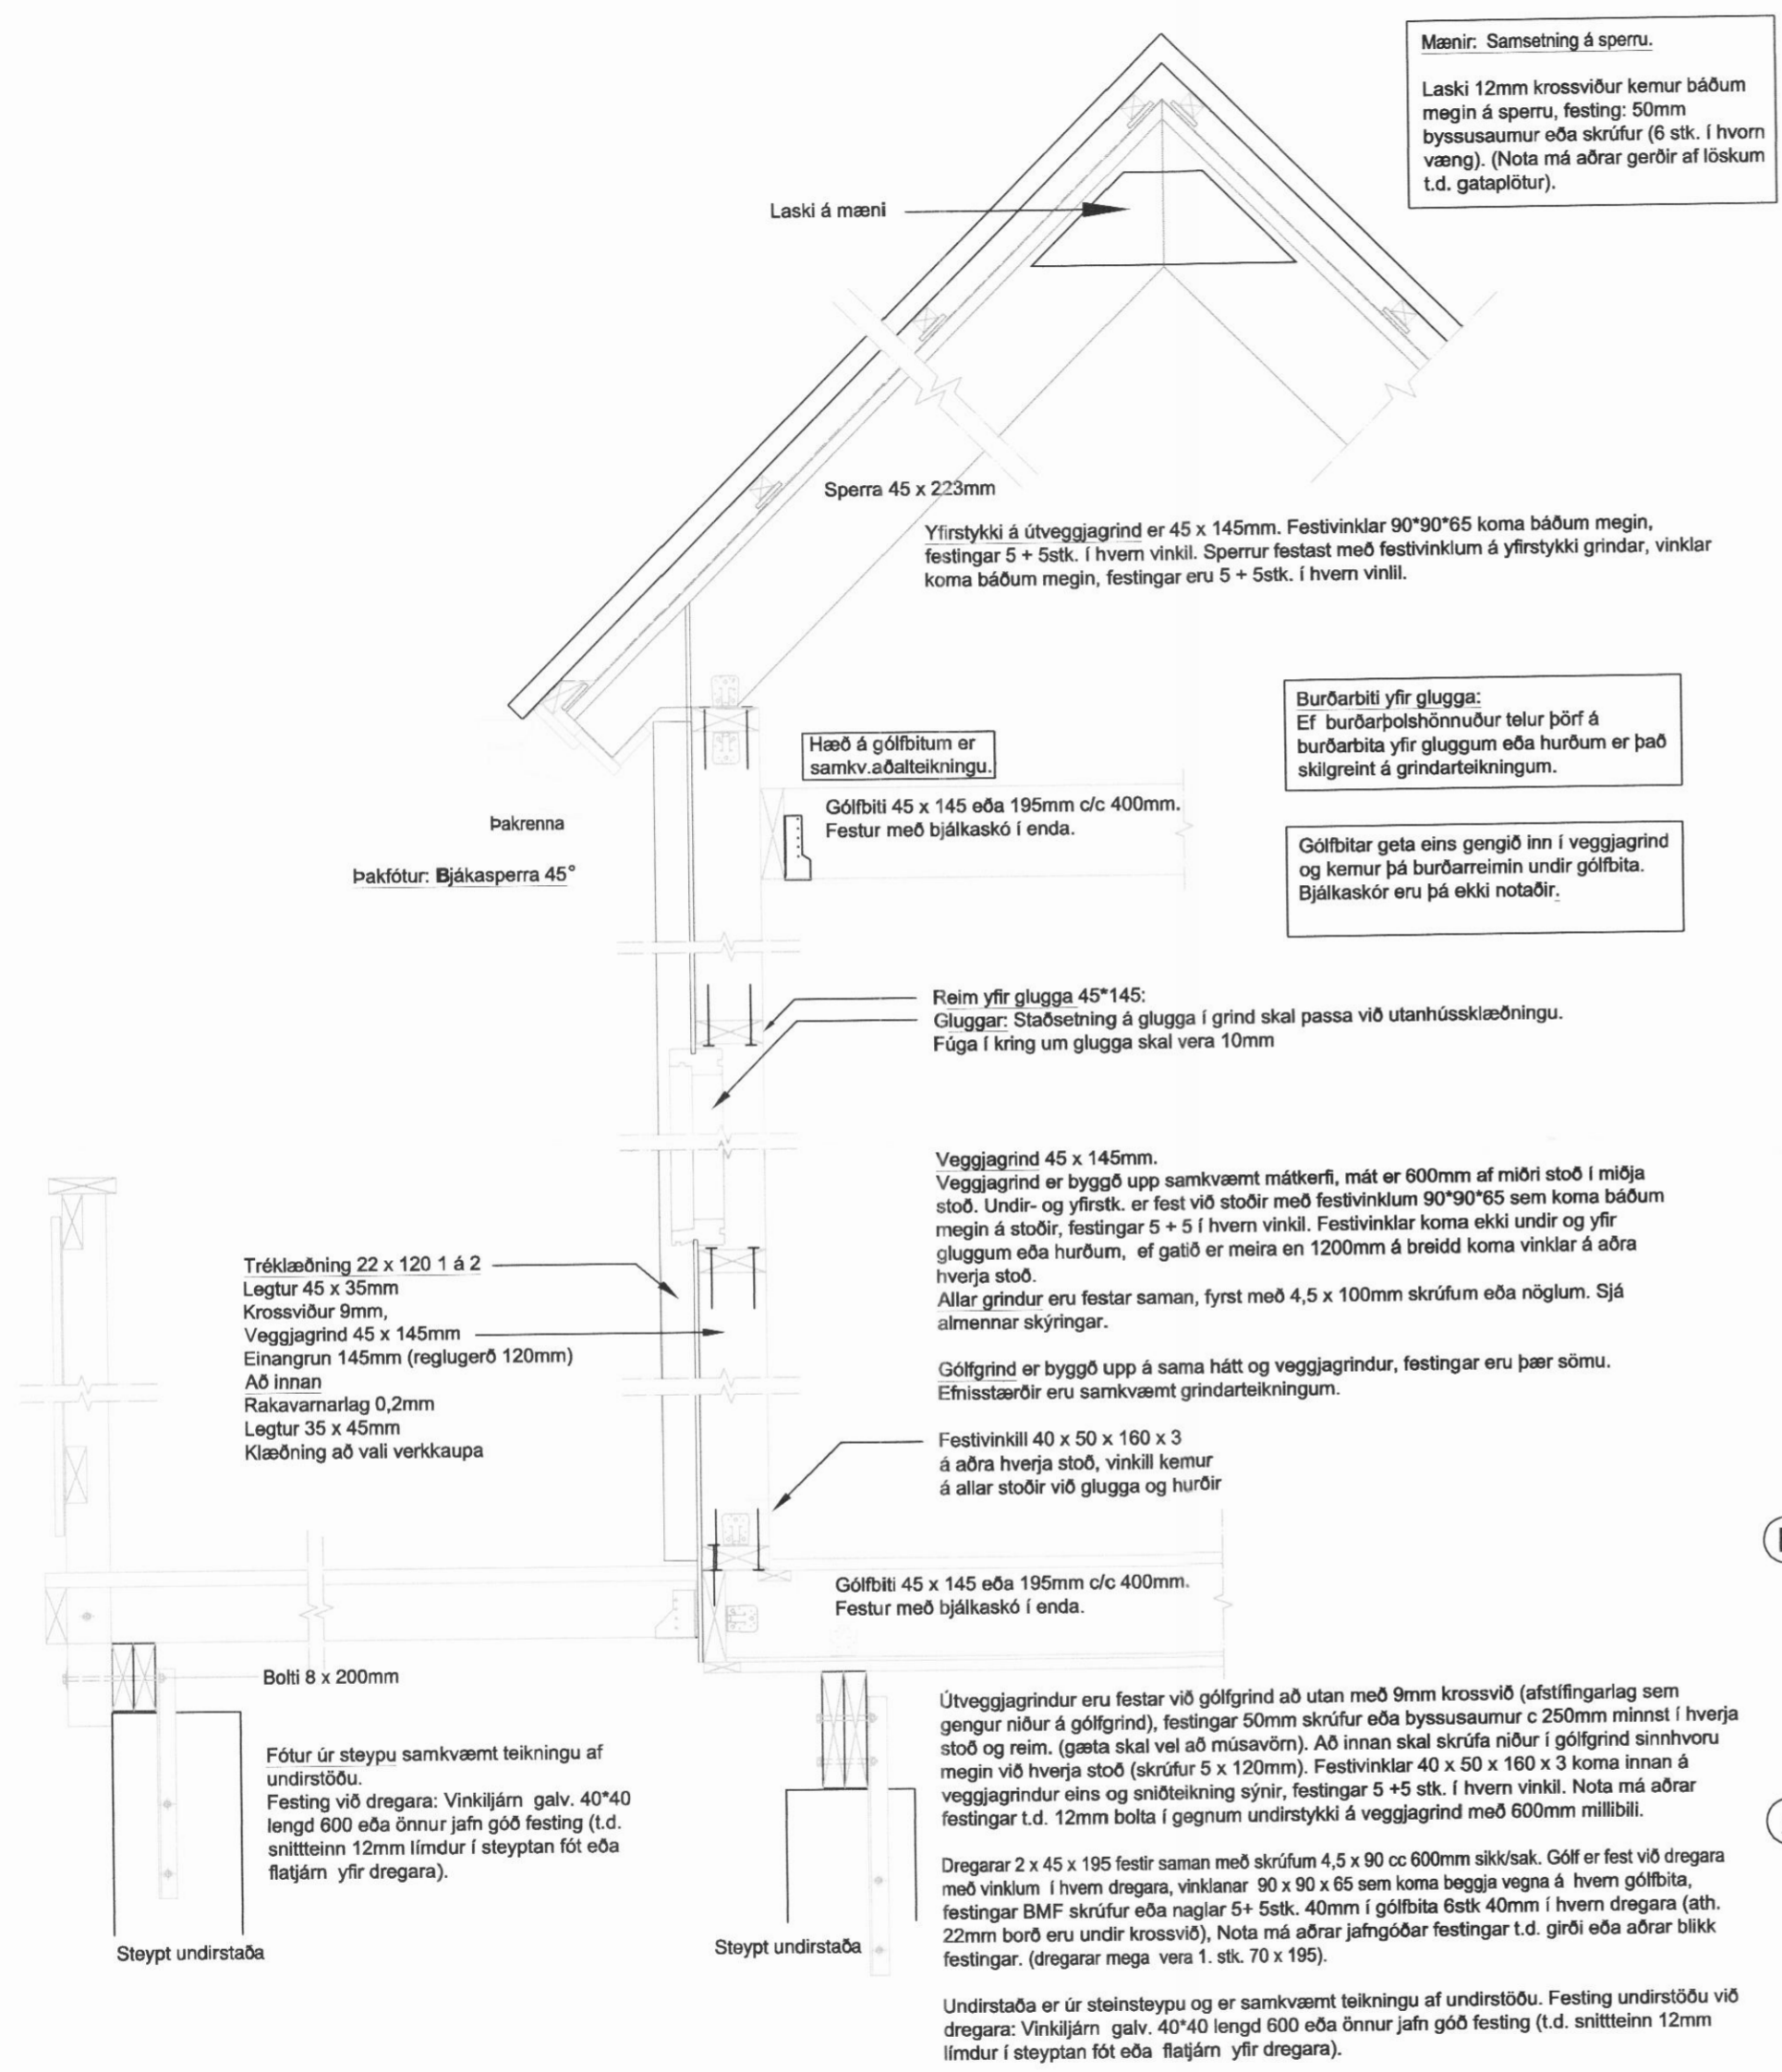 Mænir: Samsetning á sperru.
Laski 12mm krossviður kemur báðum
megin á sperru, festing: 50mm
byssusaumur eða skrúfur (6 stk. í hvorn
væng). (Nota má aðrar gerðir af löskum
t.d. gataplötur).
Laski á mæni
Sperra 45 x 223mm
Yfirstykki á útveggjagrind er 45 x 145mm. Festivinklar 90*90*65 koma báðum megin,
festingar 5 + 5stk. í hvern vinkil. Sperrur festast með festivinklum á yfirstykki grindar, vinklar
koma báðum megin, festingar eru 5 + 5stk. í hvern vinlil.
Burðarbiti yfir glugga:
Ef burðarþolshönnuður telur þörf á
burðarbita yfir gluggum eða hurðum er það
skilgreint á grindarteikningum.
Hæð á gólfbitum er
samkv.aðalteikningu.
Gólfbiti 45 x 145 eða 195mm c/c 400mm.
Festur með bjálkaskó í enda.
Þakrenna
Þakfótur: Bjákasperra 45°
Gólfbitar geta eins gengið inn í veggjagrind
og kemur þá burðarreimin undir gólfbita.
Bjálkaskór eru þá ekki notaðir.
Reim yfir glugga 45*145:
Gluggar: Staðsetning á glugga í grind skal passa við utanhússklæðningu.
Fúga í kring um glugga skal vera 10mm
Veggjagrind 45 x 145mm.
Veggjagrind er byggð upp samkvæmt mátkerfi, mát er 600mm af miðri stoð í miðja
stoð. Undir- og yfirstk. er fest við stoðir með festivinklum 90*90*65 sem koma báðum
megin á stoðir, festingar 5 + 5 í hvern vinkil. Festivinklar koma ekki undir og yfir
gluggum eða hurðum, ef gatið er meira en 1200mm á breidd koma vinklar á aðra
hverja stoð.
Allar grindur eru festar saman, fyrst með 4,5 x 100mm skrúfum eða nöglum. Sjá
almennar skýringar.
Gólfgrind er byggð upp á sama hátt og veggjagrindur, festingar eru þær sömu.
Efnisstærðir eru samkvæmt grindarteikningum.
Tréklæðning 22 x 120 1 á 2
Legtur 45 x 35mm
Krossviður 9mm,
Veggjagrind 45 x 145mm
Einangrun 145mm (reglugerð 120mm)
Að innan
Rakavarnarlag 0,2mm
Legtur 35 x 45mm
Klæðning að vali verkkaupa
Festivinkill 40 x 50 x 160 x 3
á aðra hverja stoð, vinkill kemur
á allar stoðir við glugga og hurðir
Gólfbiti 45 x 145 eða 195mm c/c 400mm.
Festur með bjálkaskó í enda.
Bolti 8 x 200mm
Fótur úr steypu samkvæmt teikningu af
undirstöðu.
Festing við dregara: Vinkiljárn galv. 40*40
lengd 600 eða önnur jafn góð festing (t.d.
snittteinn 12mm límdur í steyptan fót eða
flatjárn yfir dregara).
Steypt undirstaða
Steypt undirstaða
Útveggjagrindur eru festar við gólfgrind að utan með 9mm krossvið (afstífingarlag sem
gengur niður á gólfgrind), festingar 50mm skrúfur eða byssusaumur c 250mm minnst í hverja
stoð og reim. (gæta skal vel að músavörn). Að innan skal skrúfa niður í gólfgrind sinnhvoru
megin við hverja stoð (skrúfur 5 x 120mm). Festivinklar 40 x 50 x 160 x 3 koma innan á
veggjagrindur eins og sniðteikning sýnir, festingar 5 +5 stk. í hvern vinkil. Nota má aðrar
festingar t.d. 12mm bolta í gegnum undirstykki á veggjagrind með 600mm millibili.
Dregarar 2 x 45 x 195 festir saman með skrúfum 4,5 x 90 cc 600mm sikk/sak. Gólf er fest við dregara
með vinklum í hvern dregara, vinklanar 90 x 90 x 65 sem koma beggja vegna á hvern gólfbita,
festingar BMF skrúfur eða naglar 5+ 5stk. 40mm í gólfbita 6stk 40mm í hvern dregara (ath.
22mm borð eru undir krossvið), Nota má aðrar jafngóðar festingar t.d. girði eða aðrar blikk
festingar. (dregarar mega vera 1. stk. 70 x 195).
Undirstaða er úr steinsteypu og er samkvæmt teikningu af undirstöðu. Festing undirstöðu við
dregara: Vinkiljárn galv. 40*40 lengd 600 eða önnur jafn góð festing (t.d. snittteinn 12mm
límdur í steyptan fót eða flatjárn yfir dregara).